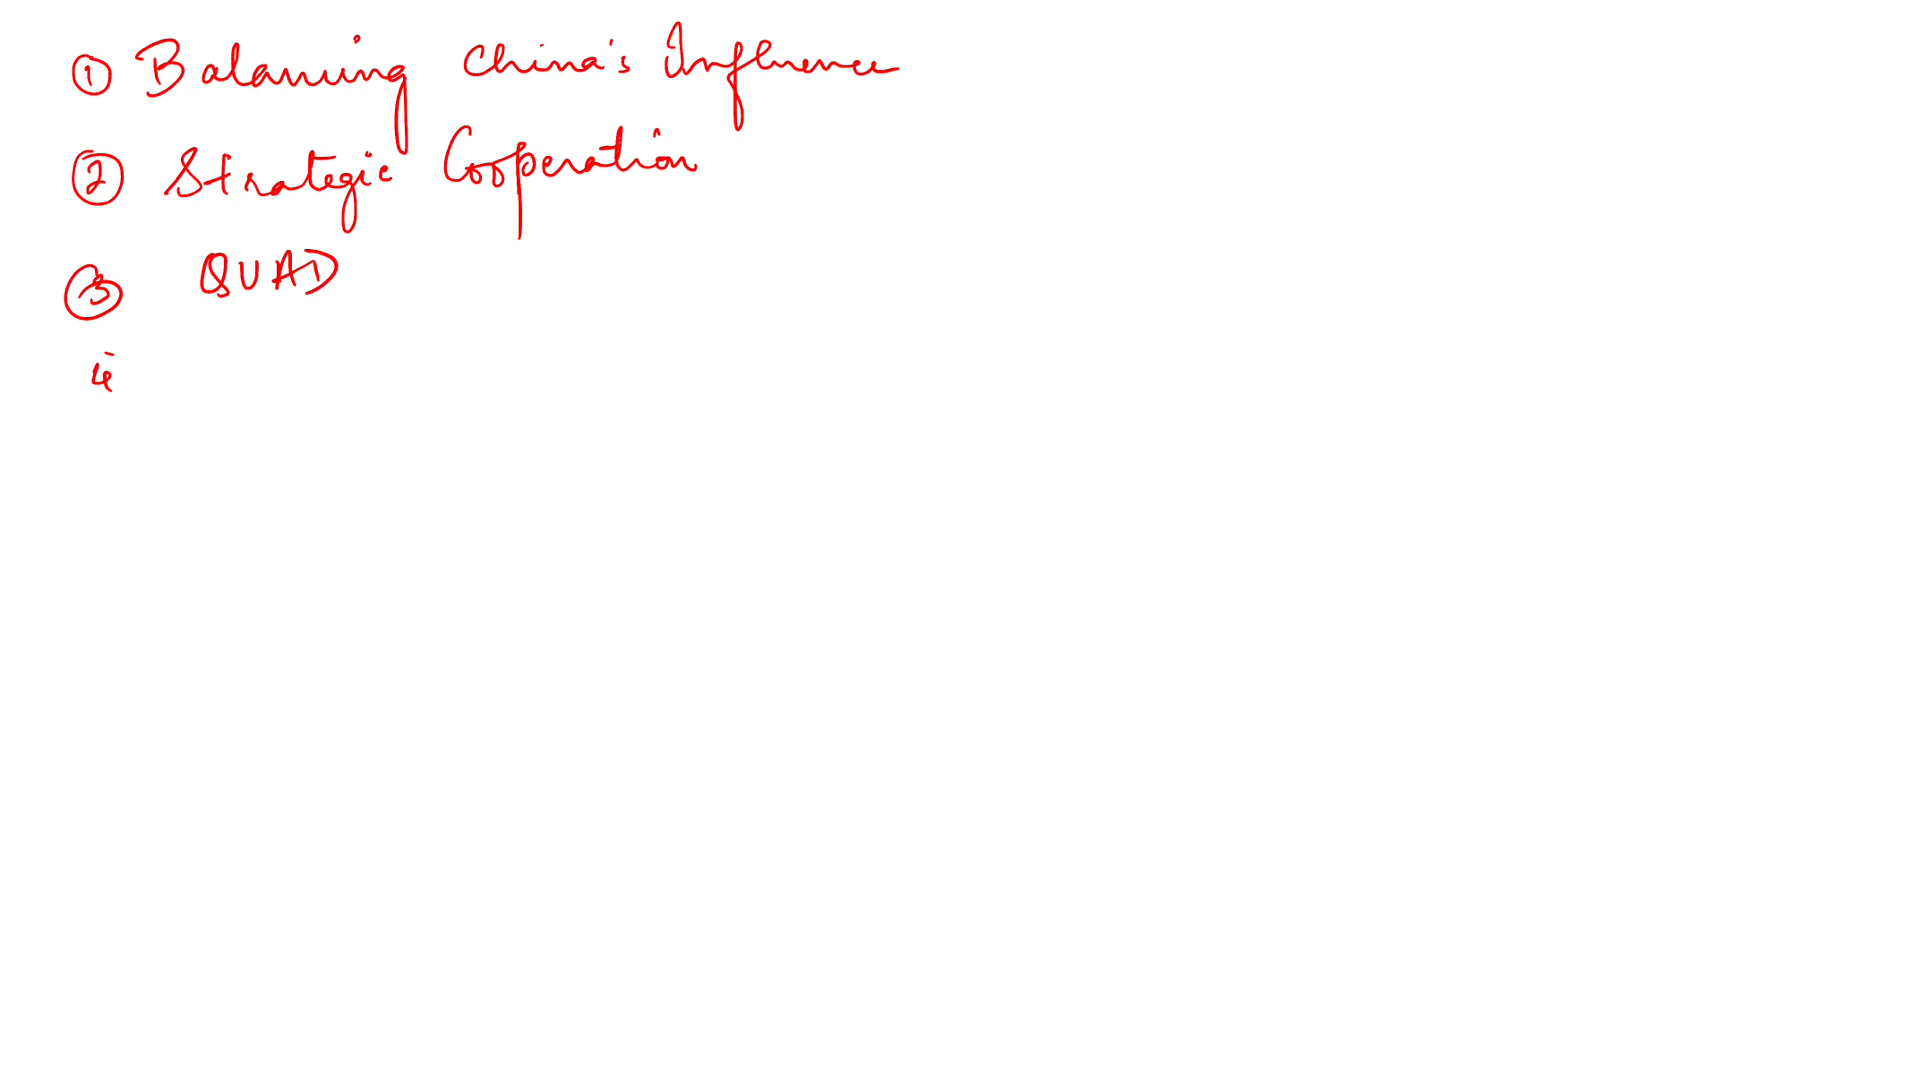 ① Balancing China's Influence
② Strategic Cooperation
③ QUAD
4